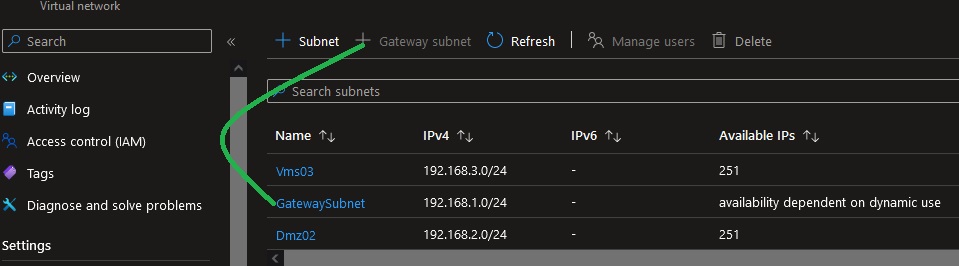 Virtual network
Search
«
+ Subnet + Gateway subnet Refresh Manage users Delete
Overview
Activity log
Access control (IAM)
Tags
Diagnose and solve problems
Settings
Search subnets
Name ↑↓ IPv4 ↑↓ IPv6 ↑↓ Available IPs ↑↓
Vms03 192.168.3.0/24 - 251
GatewaySubnet 192.168.1.0/24 - availability dependent on dynamic use
Dmz02 192.168.2.0/24 - 251